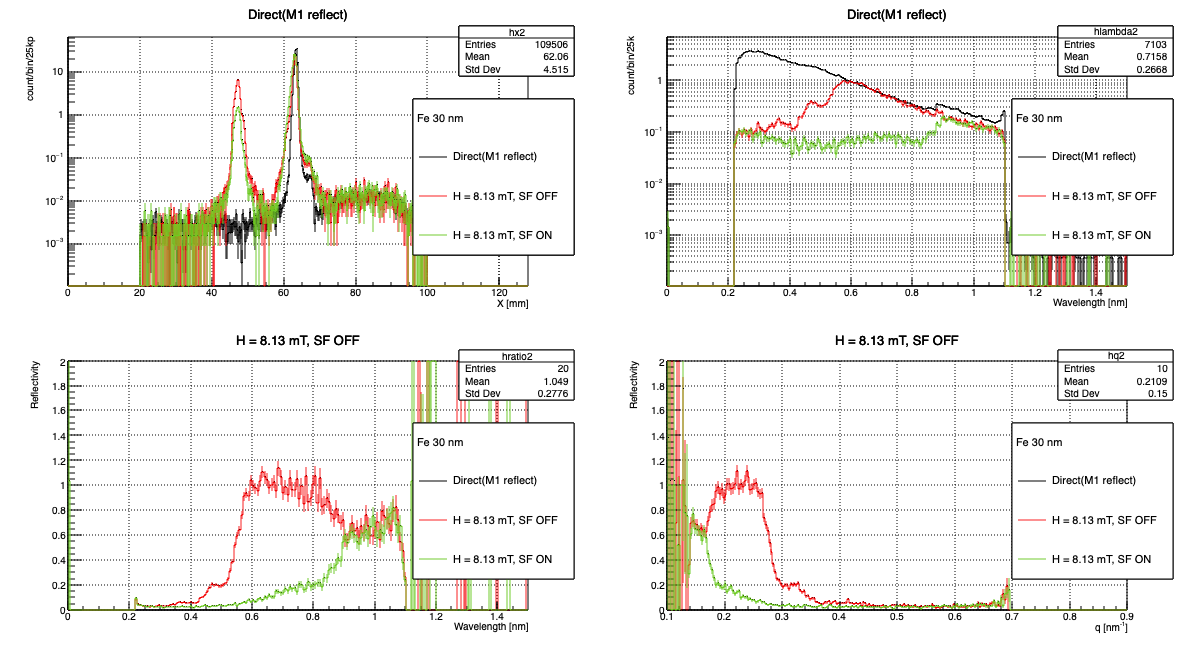 Direct(M1 reflect)
hx2
Entries 109506
Mean 62.06
Std Dev 4.515
count/bin/25kp
10
1
10⁻¹
10⁻²
10⁻³
Fe 30 nm
Direct(M1 reflect)
H = 8.13 mT, SF OFF
H = 8.13 mT, SF ON
0 20 40 60 80 100 120
X [mm]
Direct(M1 reflect)
hlambda2
Entries 7103
Mean 0.7158
Std Dev 0.2668
count/bin/25k
1
10⁻¹
10⁻²
10⁻³
Fe 30 nm
Direct(M1 reflect)
H = 8.13 mT, SF OFF
H = 8.13 mT, SF ON
0 0.2 0.4 0.6 0.8 1 1.2 1.4
Wavelength [nm]
H = 8.13 mT, SF OFF
hratio2
Entries 20
Mean 1.049
Std Dev 0.2776
Reflectivity
2
1.8
1.6
1.4
1.2
1
0.8
0.6
0.4
0.2
0
Fe 30 nm
Direct(M1 reflect)
H = 8.13 mT, SF OFF
H = 8.13 mT, SF ON
0 0.2 0.4 0.6 0.8 1 1.2 1.4
Wavelength [nm]
H = 8.13 mT, SF OFF
hq2
Entries 10
Mean 0.2109
Std Dev 0.15
Reflectivity
2
1.8
1.6
1.4
1.2
1
0.8
0.6
0.4
0.2
0
Fe 30 nm
Direct(M1 reflect)
H = 8.13 mT, SF OFF
H = 8.13 mT, SF ON
0.1 0.2 0.3 0.4 0.5 0.6 0.7 0.8 0.9
q [nm⁻¹]